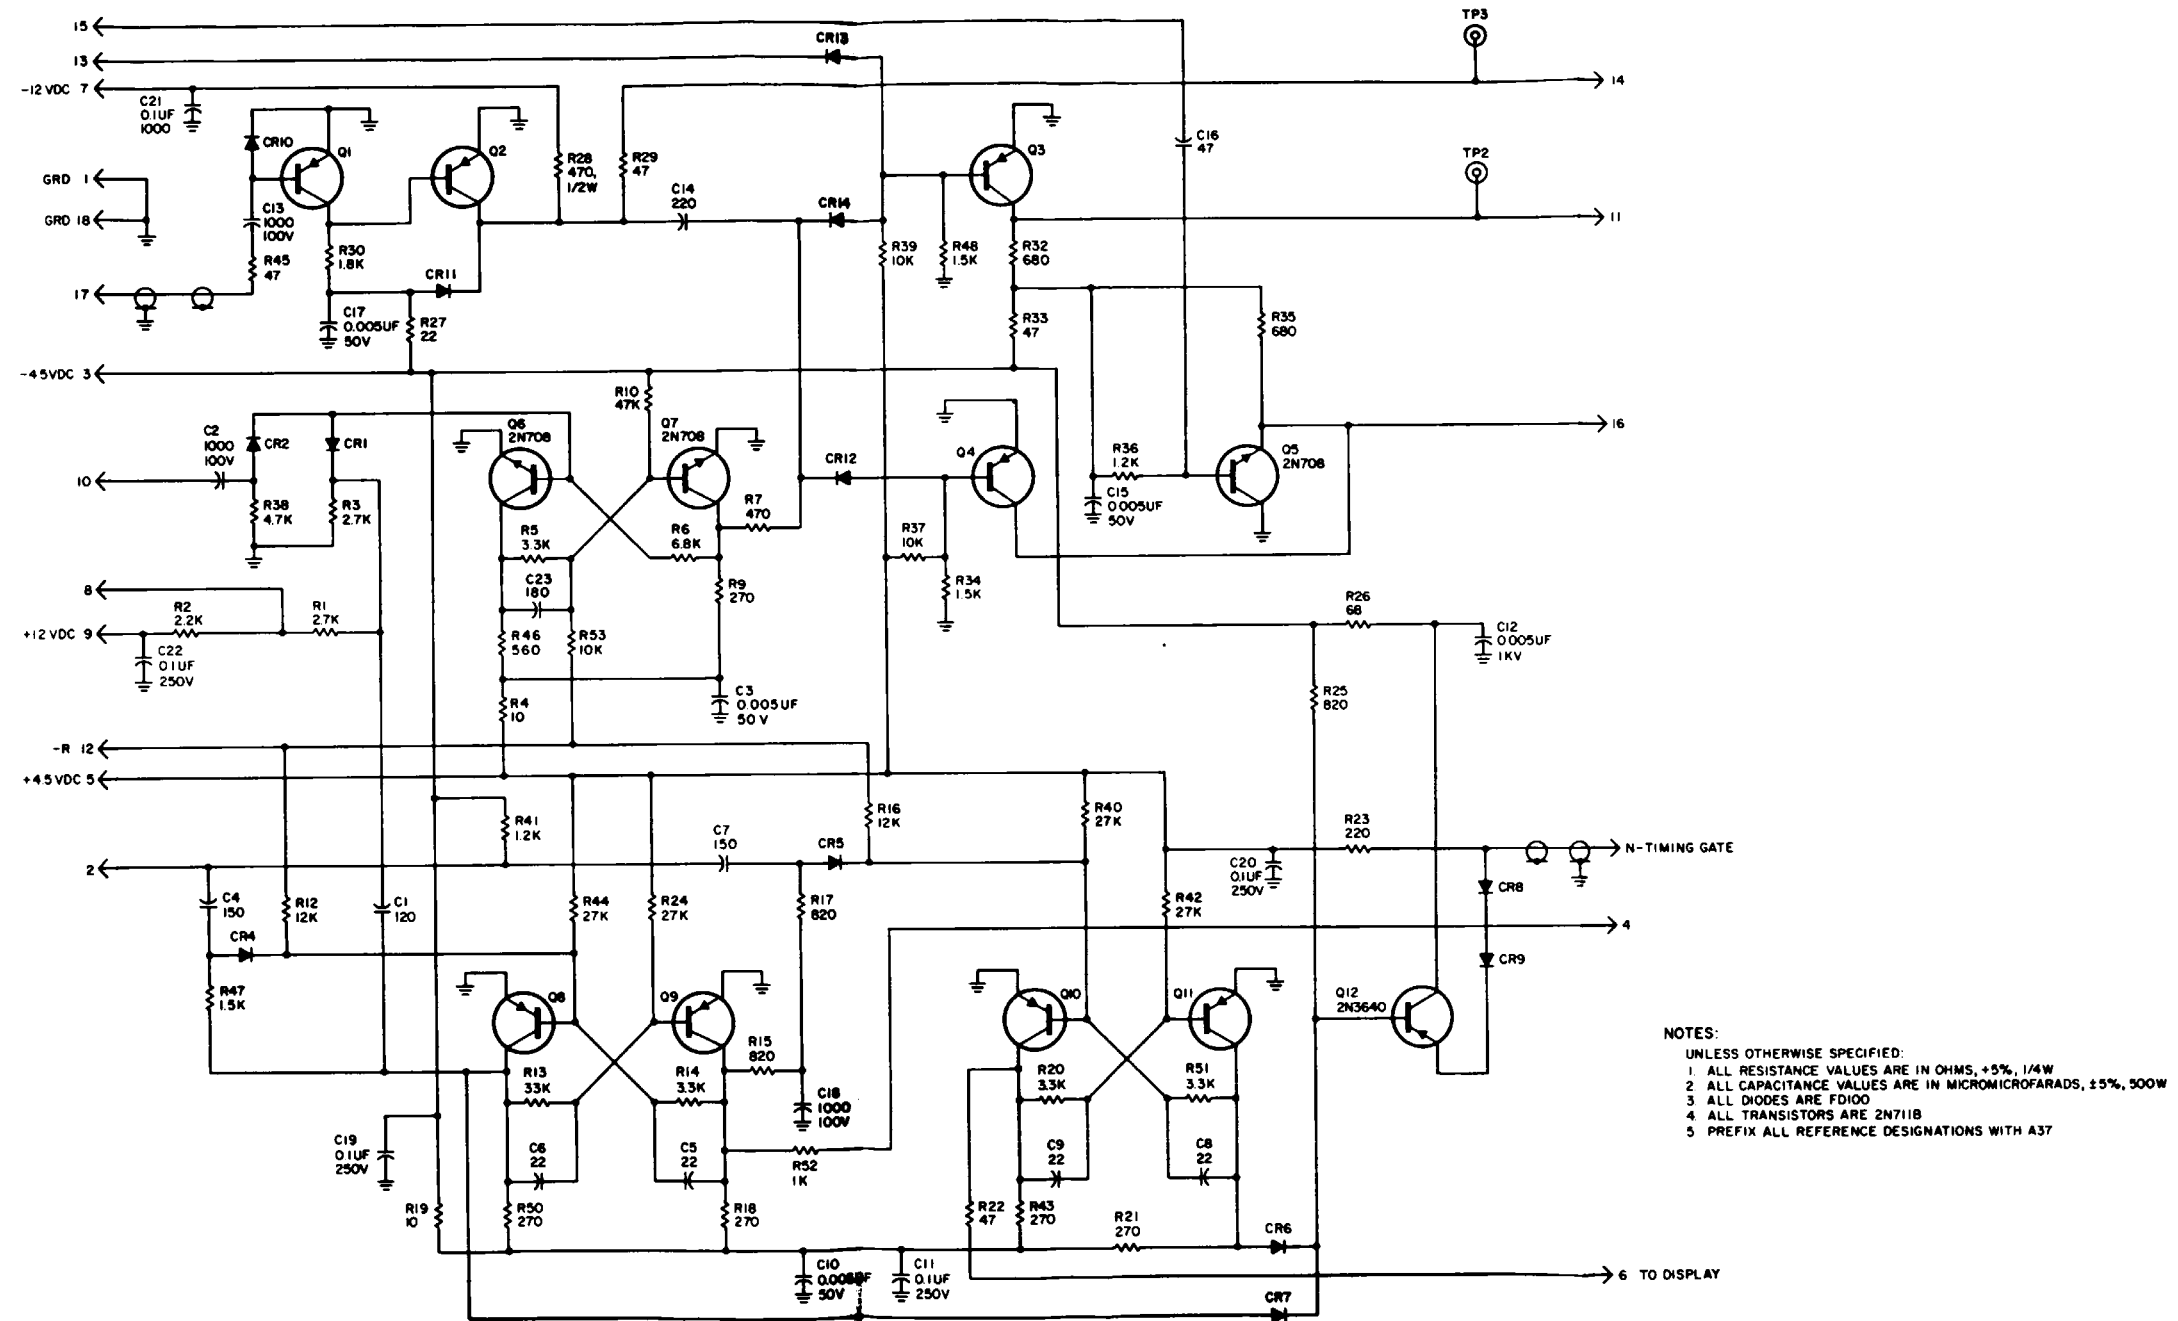 15
13
-12 VDC 7
C21
0.1UF
1000
CR10
Q1
Q2
R28
470,
1/2W
R29
47
C14
220
CR13
CR14
Q3
C16
47
TP3
14
TP2
11
GRD 1
GRD 18
C13
1000
100V
R45
47
17
R30
1.8K
C17
0.005UF
50V
CR11
R27
22
R39
10K
R48
1.5K
R32
680
R33
47
R35
680
-4.5VDC 3
R10
47K
C2
1000
100V
CR2
CR1
10
R38
4.7K
R3
2.7K
Q6
2N708
Q7
2N708
R7
470
CR12
Q4
R36
1.2K
C15
0.005UF
50V
Q5
2N708
16
R5
3.3K
R6
6.8K
C23
180
R9
270
R37
10K
R34
1.5K
8
R2
2.2K
R1
2.7K
+12 VDC 9
C22
0.1UF
250V
R46
560
R53
10K
R4
10
C3
0.005UF
50 V
R26
68
C12
0.005UF
1KV
R25
820
-R 12
+4.5 VDC 5
R41
1.2K
C7
150
CR5
R16
12K
R40
27K
R23
220
N-TIMING GATE
2
C4
150
R12
12K
C1
120
R44
27K
R24
27K
R17
820
C20
0.1UF
250V
R42
27K
CR8
4
CR4
R47
1.5K
CR9
Q8
Q9
Q10
Q11
Q12
2N3640
R15
820
R13
33K
R14
3.3K
C18
1000
100V
R20
3.3K
R51
3.3K
C19
0.1UF
250V
C6
22
C5
22
R52
1K
C9
22
C8
22
R19
10
R50
270
R18
270
R22
47
R43
270
R21
270
CR6
C10
50V
C11
0.1UF
250V
6 TO DISPLAY
CR7
NOTES:
UNLESS OTHERWISE SPECIFIED:
1. ALL RESISTANCE VALUES ARE IN OHMS, +5%, 1/4W
2. ALL CAPACITANCE VALUES ARE IN MICROMICROFARADS, ±5%, 500W
3. ALL DIODES ARE FD100
4. ALL TRANSISTORS ARE 2N711B
5 PREFIX ALL REFERENCE DESIGNATIONS WITH A37